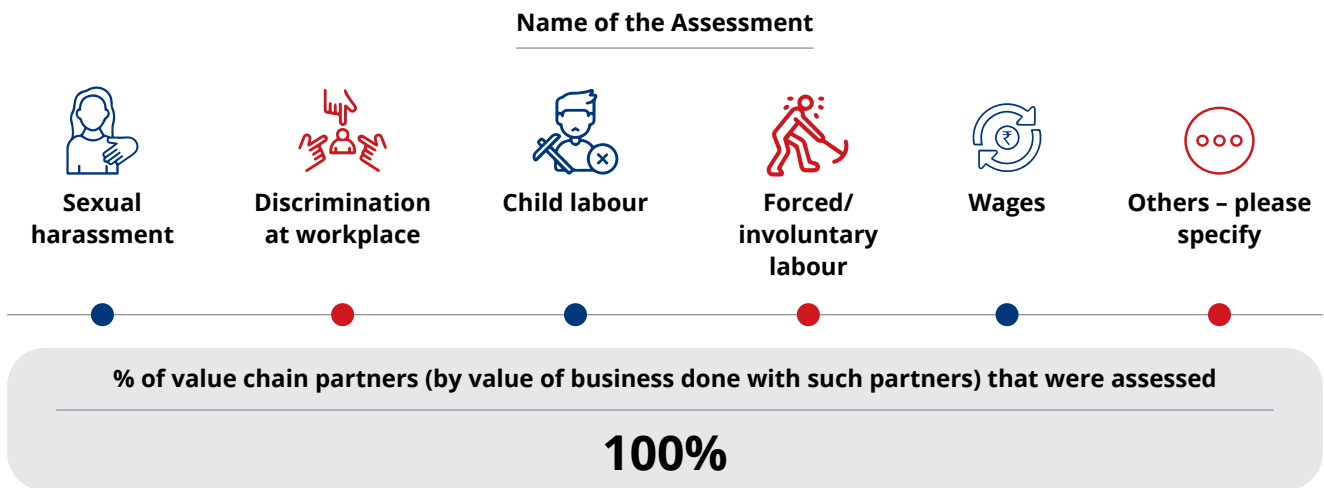 Name of the Assessment
₹
Sexual
harassment
Discrimination
at workplace
Child labour
Forced/
involuntary
labour
Wages
Others – please
specify
% of value chain partners (by value of business done with such partners) that were assessed
100%